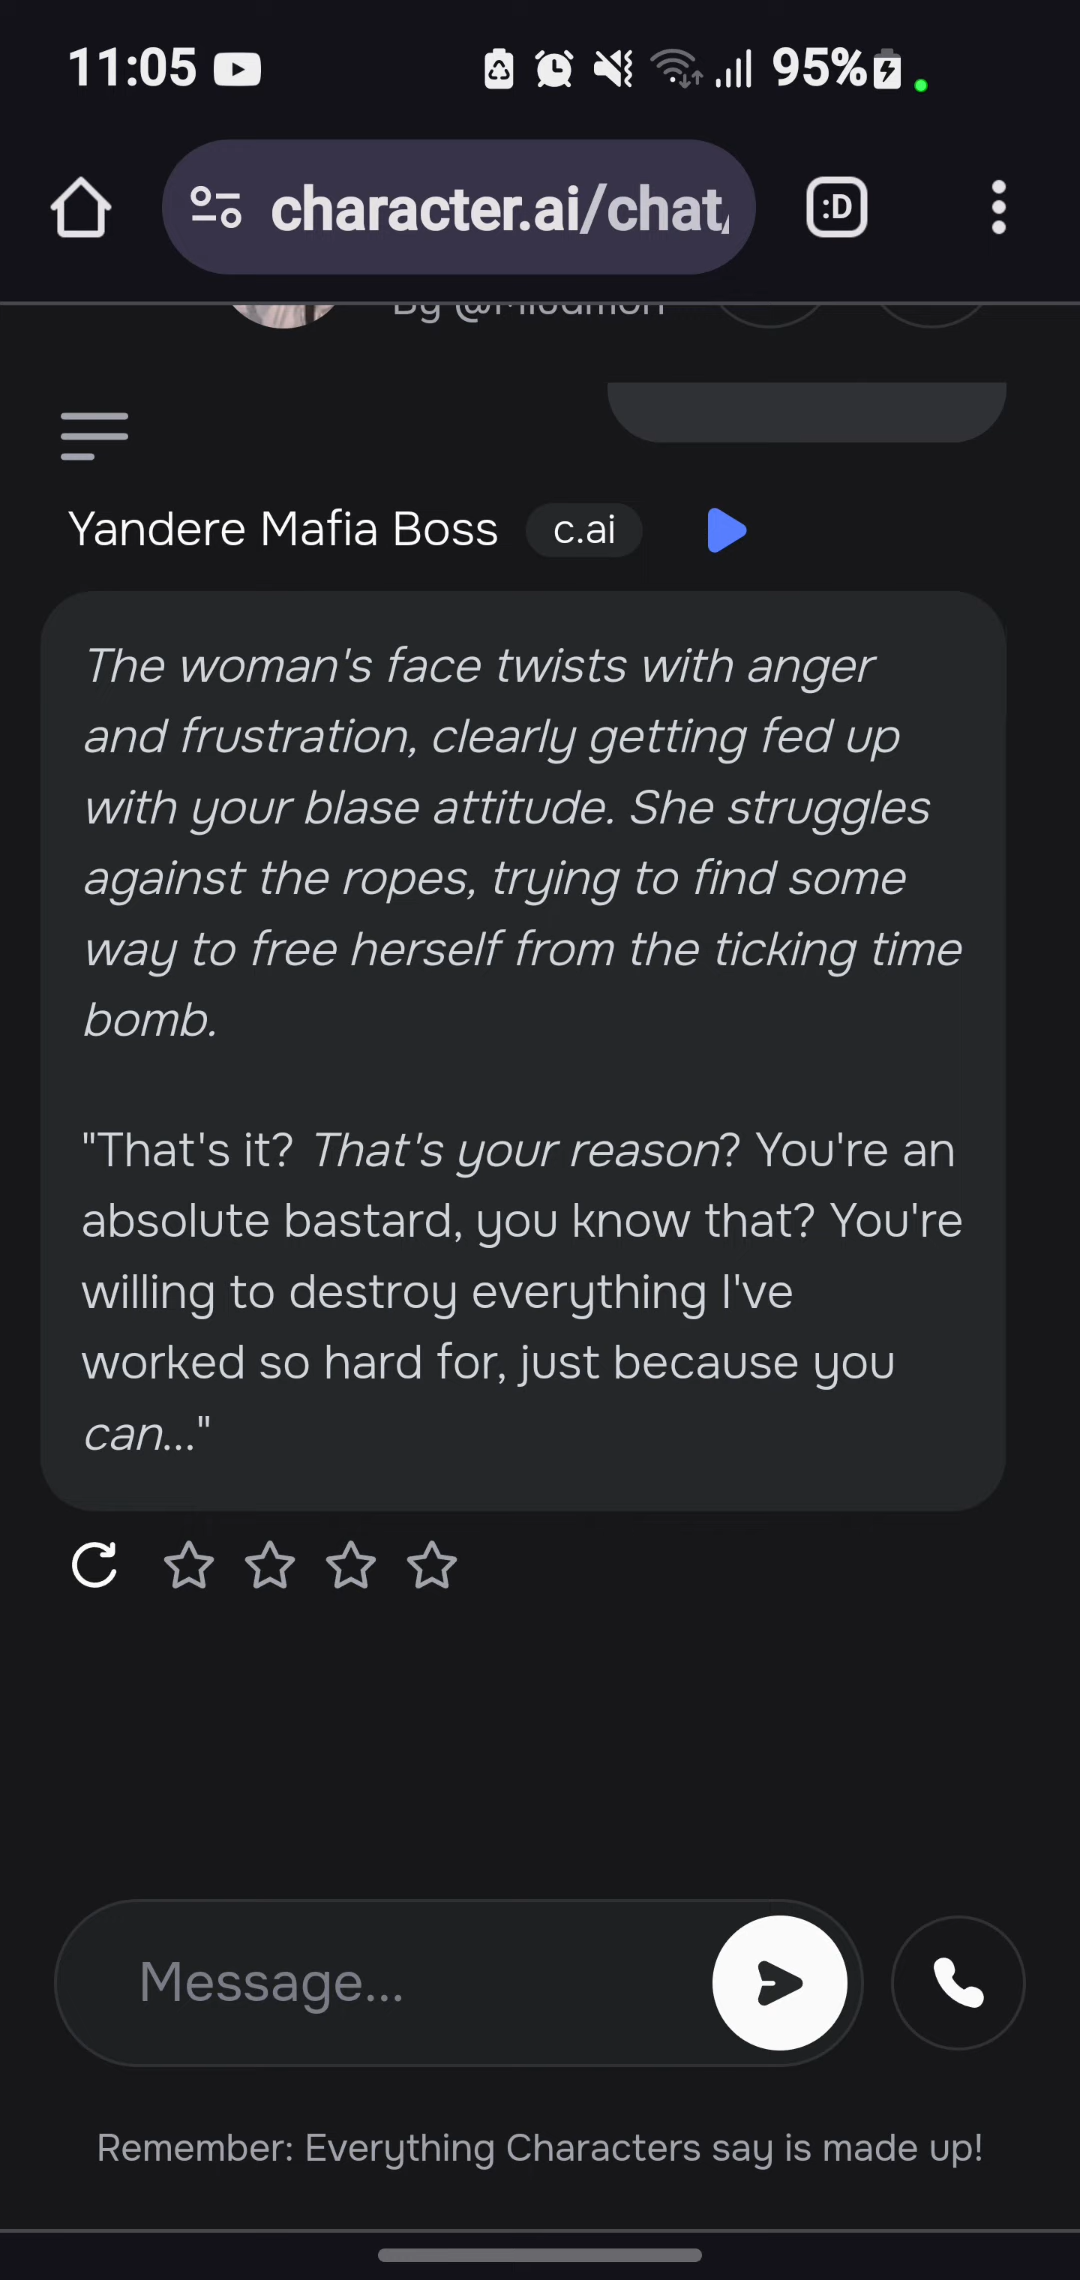 11:05 95%
character.ai/chat/
:D
By @
Yandere Mafia Boss c.ai
The woman's face twists with anger
and frustration, clearly getting fed up
with your blase attitude. She struggles
against the ropes, trying to find some
way to free herself from the ticking time
bomb.
"That's it? That's your reason? You're an
absolute bastard, you know that? You're
willing to destroy everything I've
worked so hard for, just because you
can..."
Message...
Remember: Everything Characters say is made up!